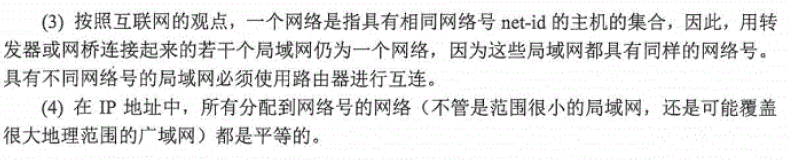 (3) 按照互联网的观点，一个网络是指具有相同网络号 net-id 的主机的集合，因此，用转
发器或网桥连接起来的若干个局域网仍为一个网络，因为这些局域网都具有同样的网络号。
具有不同网络号的局域网必须使用路由器进行互连。
(4) 在 IP 地址中，所有分配到网络号的网络（不管是范围很小的局域网，还是可能覆盖
很大地理范围的广域网）都是平等的。